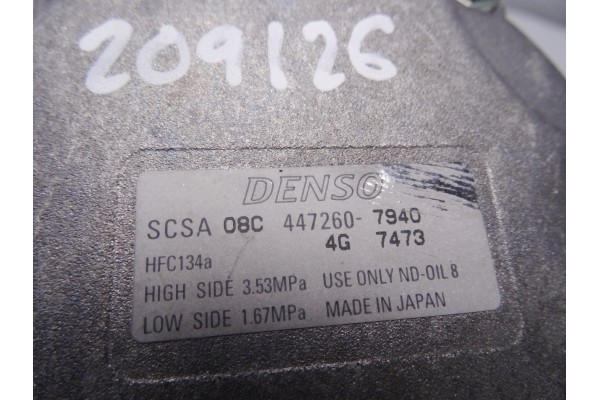 209126
DENSO
SCSA 08C 447260-7940
4G 7473
HFC134a
HIGH SIDE 3.53MPa USE ONLY ND-OIL 8
LOW SIDE 1.67MPa MADE IN JAPAN